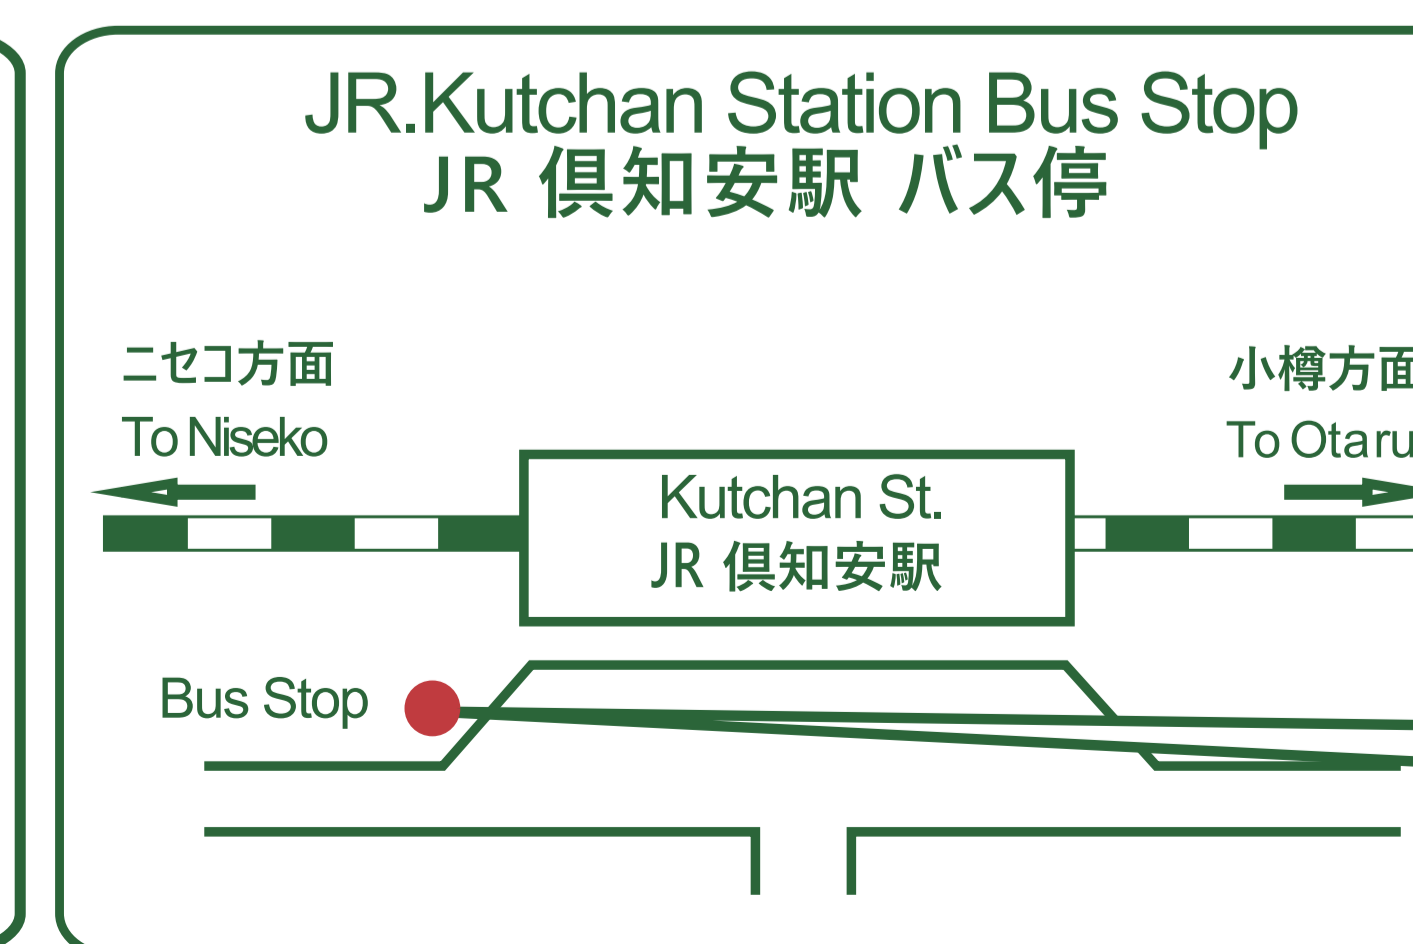 JR.Kutchan Station Bus Stop
JR 倶知安駅 バス停
ニセコ方面
To Niseko
小樽方面
To Otaru
Kutchan St.
JR 倶知安駅
Bus Stop